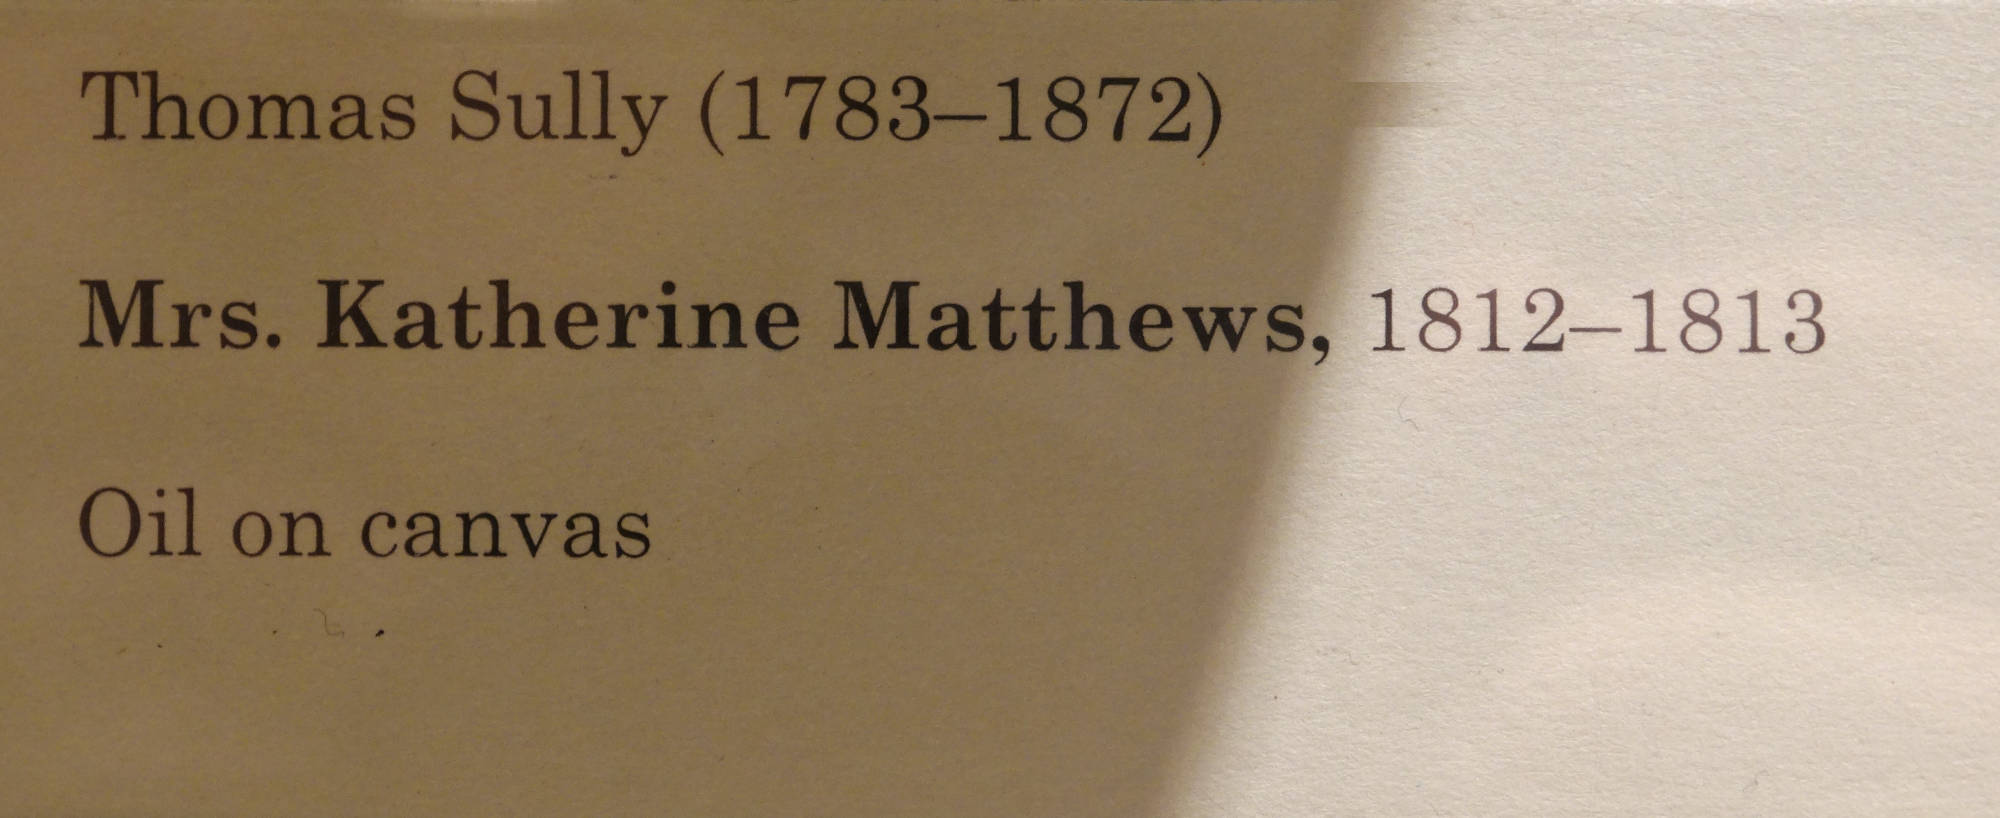 Thomas Sully (1783–1872)
Mrs. Katherine Matthews, 1812–1813
Oil on canvas